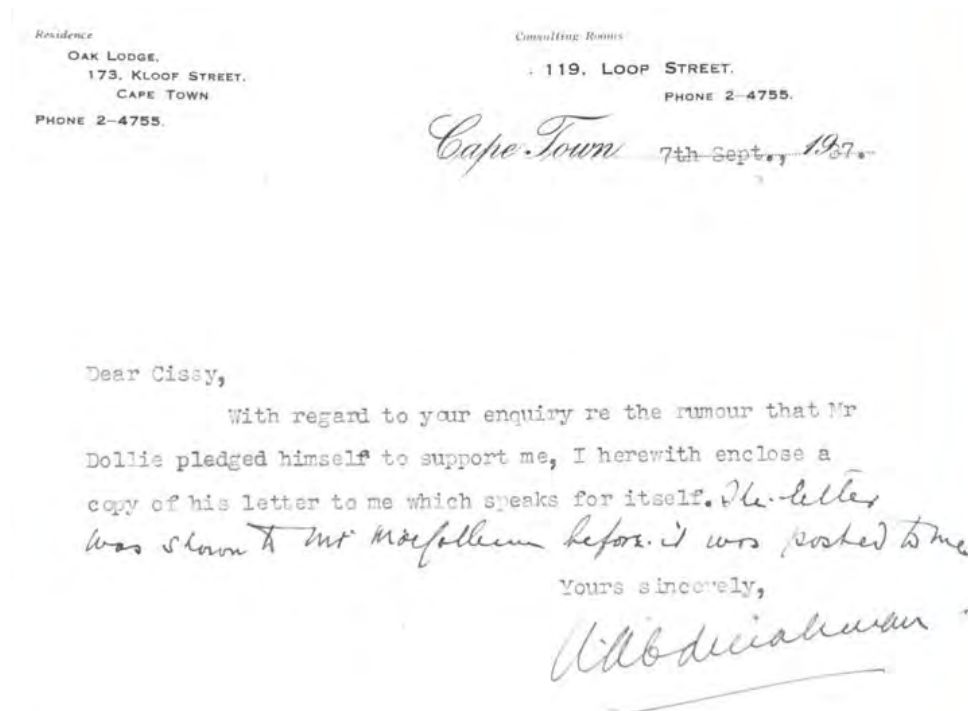 Residence
OAK LODGE,
173, KLOOF STREET.
CAPE TOWN
PHONE 2-4755.
Consulting Rooms
119, LOOP STREET.
PHONE 2-4755.
Cape Town 7th Sept., 1937.
Dear Cissy,
With regard to your enquiry re the rumour that Mr
Dollie pledged himself to support me, I herewith enclose a
copy of his letter to me which speaks for itself. The letter
was shown to Mr before it was posted to me
Yours sincerely,
A Abdurahman